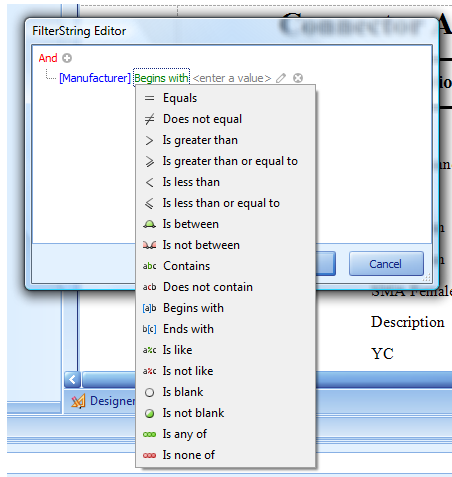 Connector A
FilterString Editor
And
[Manufacturer] Begins with <enter a value>
= Equals
≠ Does not equal
> Is greater than
⩾ Is greater than or equal to
< Is less than
⩽ Is less than or equal to
Is between
Is not between
abc Contains
acb Does not contain
[a]b Begins with
b[c] Ends with
a%c Is like
a%c Is not like
Is blank
Is not blank
Is any of
Is none of
Cancel
SMA Female
Description
YC
Designer